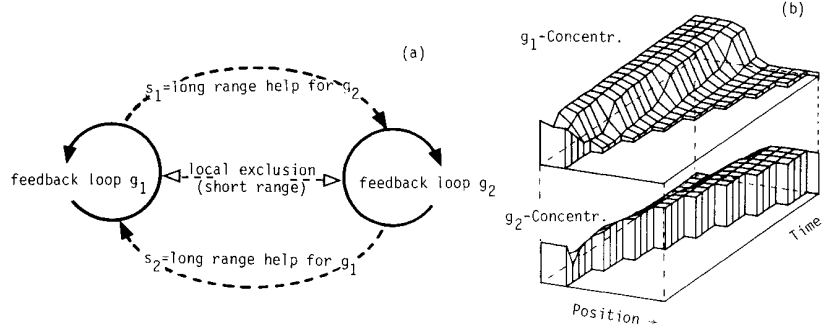 (a)
s1=long range help for g2
feedback loop g1
local exclusion
(short range)
feedback loop g2
s2=long range help for g1
(b)
g1-Concentr.
g2-Concentr.
Time
Position →